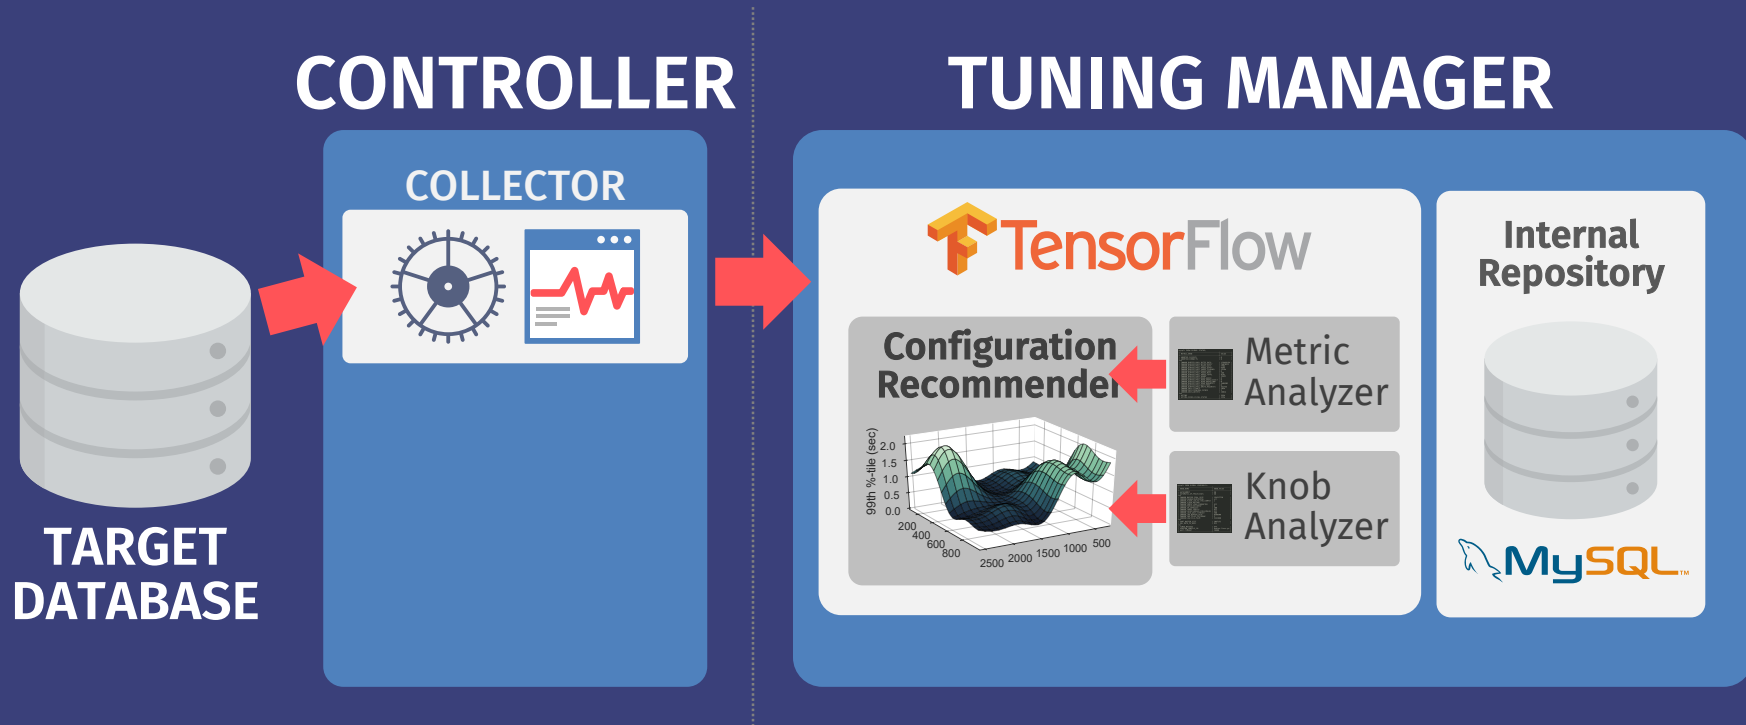 CONTROLLER
TUNING MANAGER
COLLECTOR
TARGET
DATABASE
TensorFlow
Configuration
Recommender
99th %-tile (sec)
2.0
1.5
1.0
0.5
0.0
200
400
600
800
2500
2000
1500
1000
500
Metric
Analyzer
Knob
Analyzer
Internal
Repository
MySQL™